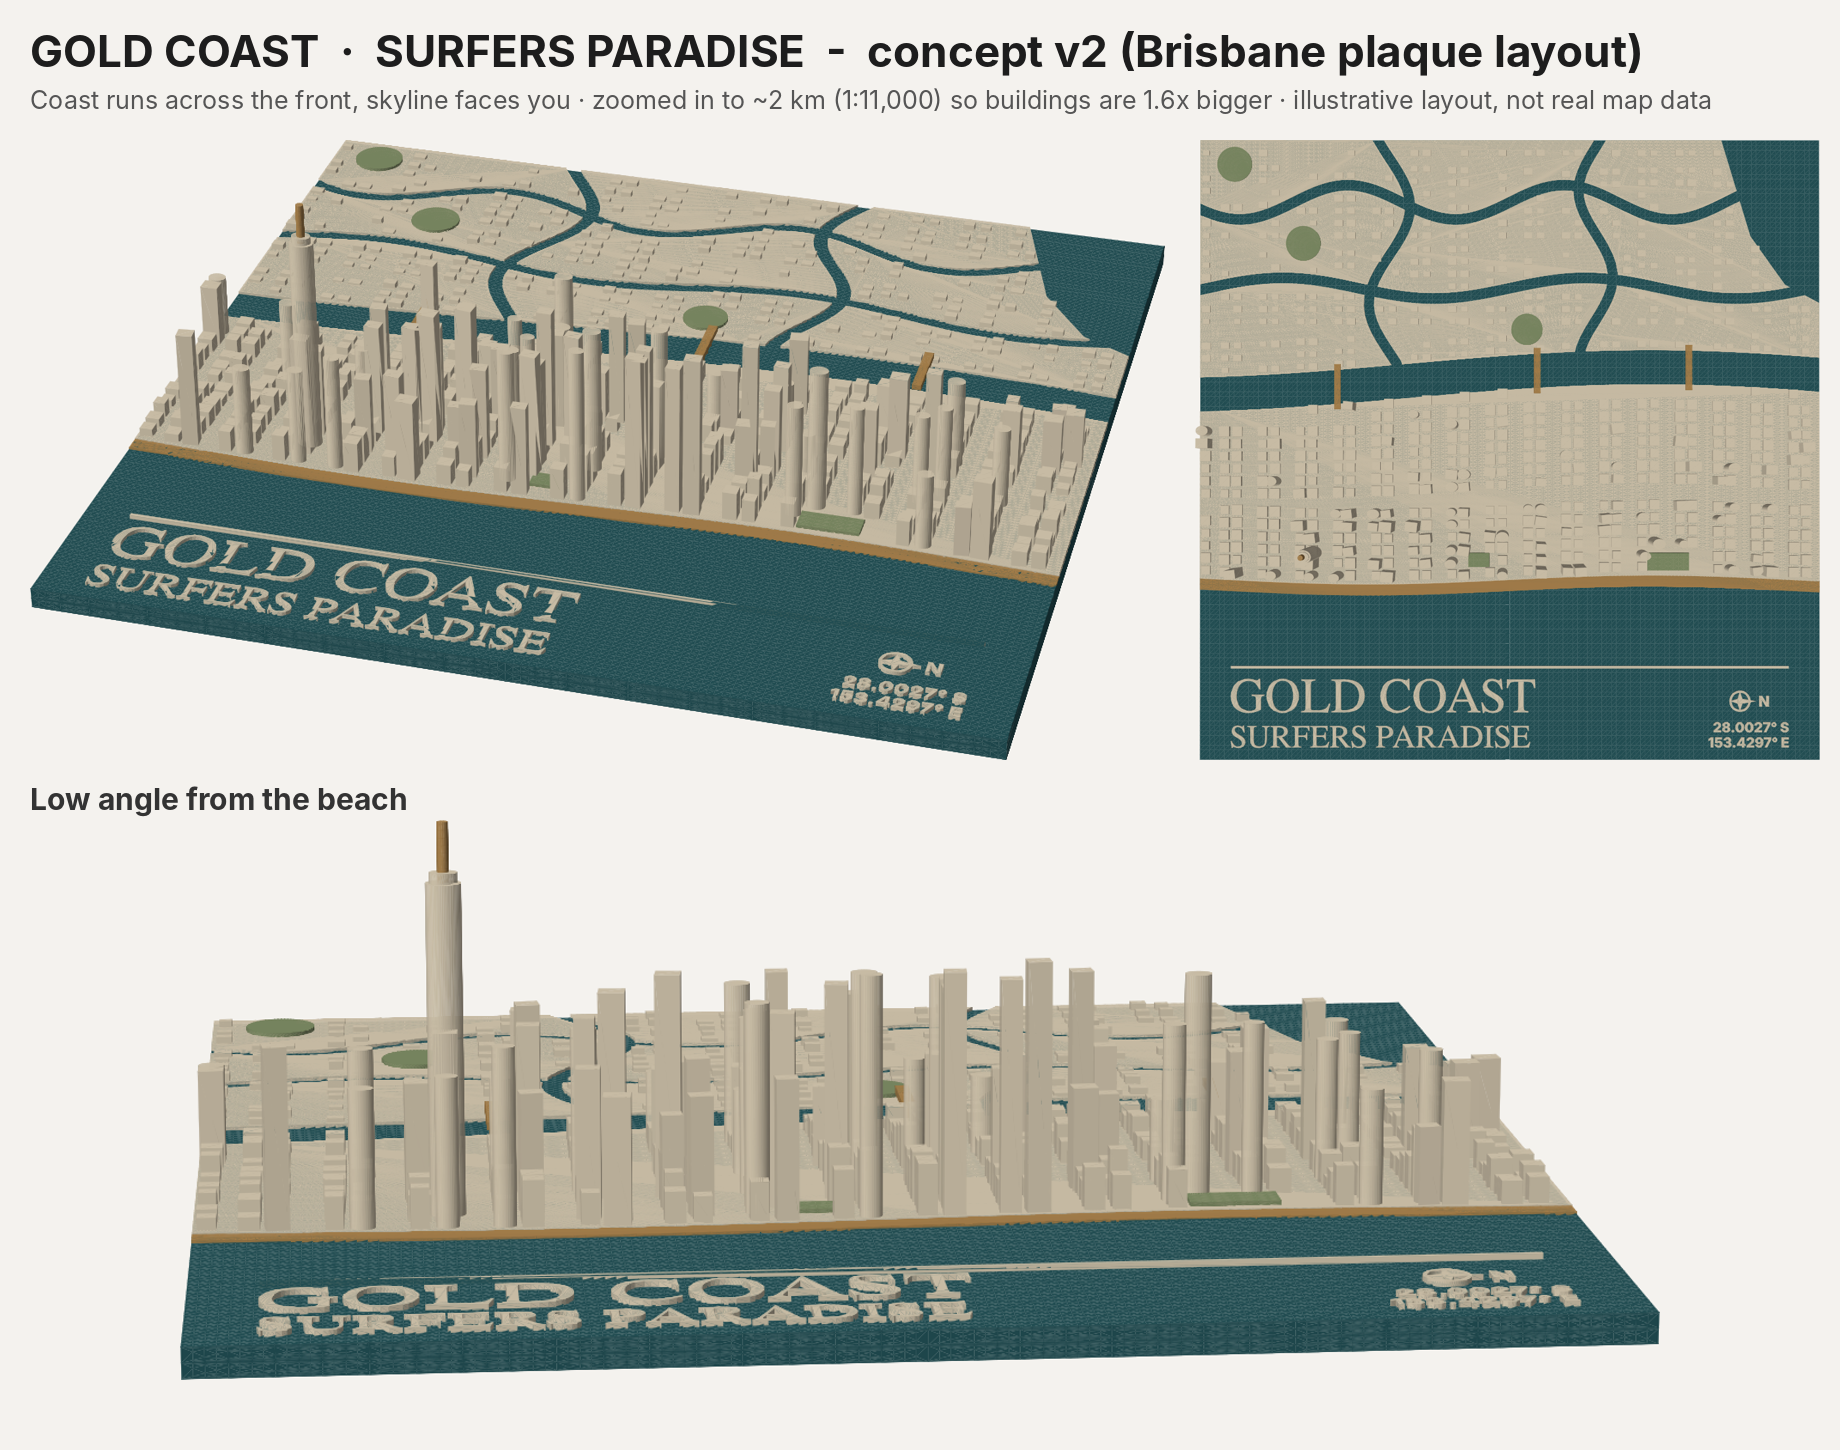 GOLD COAST · SURFERS PARADISE - concept v2 (Brisbane plaque layout)
Coast runs across the front, skyline faces you · zoomed in to ~2 km (1:11,000) so buildings are 1.6x bigger · illustrative layout, not real map data
GOLD COAST
SURFERS PARADISE
N
28.0027° S
153.4297° E
GOLD COAST
SURFERS PARADISE
N
28.0027° S
153.4297° E
Low angle from the beach
GOLD COAST
SURFERS PARADISE
N